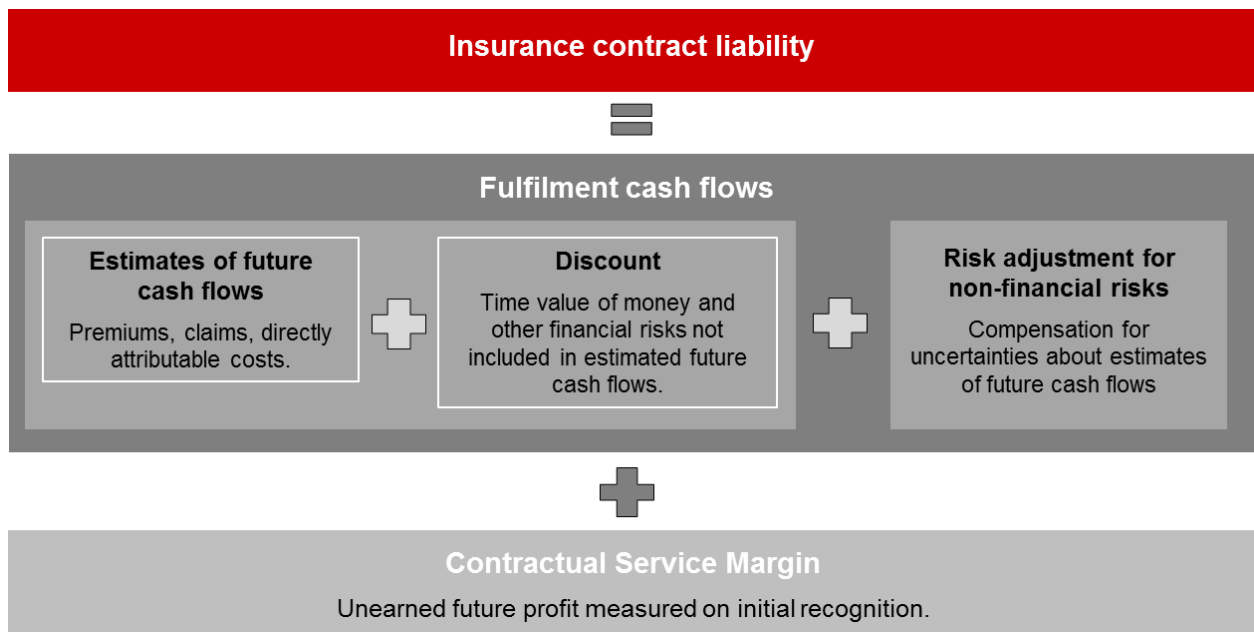 Insurance contract liability
Fulfilment cash flows
Estimates of future
cash flows
Premiums, claims, directly
attributable costs.
Discount
Time value of money and
other financial risks not
included in estimated future
cash flows.
Risk adjustment for
non-financial risks
Compensation for
uncertainties about estimates
of future cash flows
Contractual Service Margin
Unearned future profit measured on initial recognition.